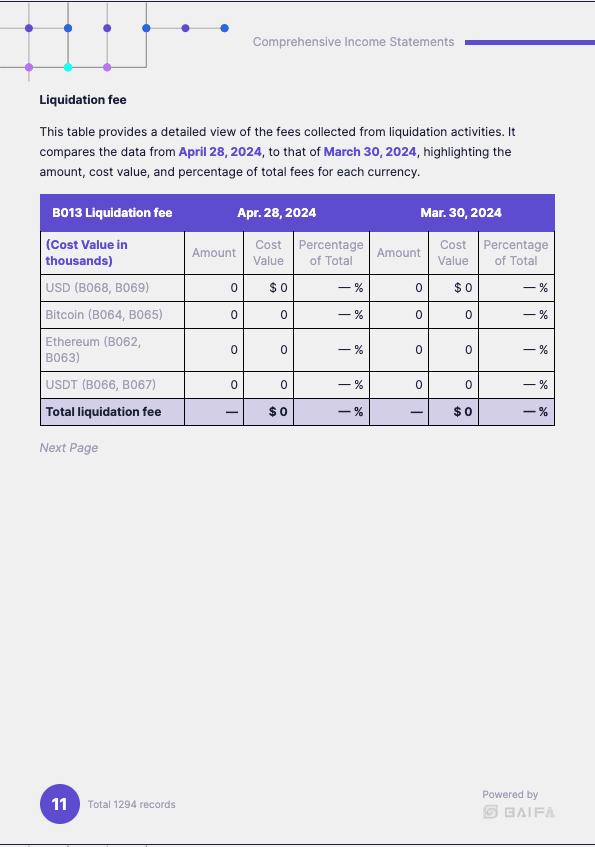 Comprehensive Income Statements
Liquidation fee
This table provides a detailed view of the fees collected from liquidation activities. It
compares the data from April 28, 2024, to that of March 30, 2024, highlighting the
amount, cost value, and percentage of total fees for each currency.
B013 Liquidation fee Apr. 28, 2024 Mar. 30, 2024
(Cost Value in thousands) Amount Cost Value Percentage of Total Amount Cost Value Percentage of Total
USD (B068, B069) 0 $ 0 — % 0 $ 0 — %
Bitcoin (B064, B065) 0 0 — % 0 0 — %
Ethereum (B062, B063) 0 0 — % 0 0 — %
USDT (B066, B067) 0 0 — % 0 0 — %
Total liquidation fee — $ 0 — % — $ 0 — %
Next Page
11 Total 1294 records
Powered by
BAIFA